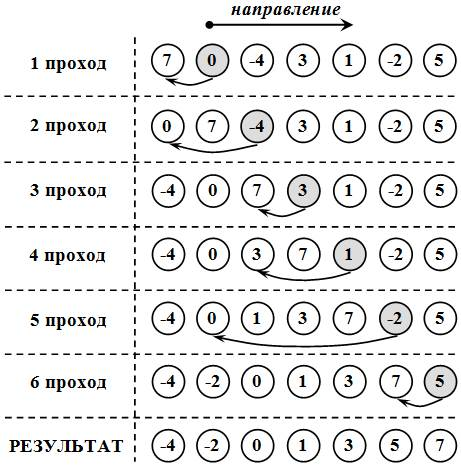 направление
1 проход 7 0 -4 3 1 -2 5
2 проход 0 7 -4 3 1 -2 5
3 проход -4 0 7 3 1 -2 5
4 проход -4 0 3 7 1 -2 5
5 проход -4 0 1 3 7 -2 5
6 проход -4 -2 0 1 3 7 5
РЕЗУЛЬТАТ -4 -2 0 1 3 5 7